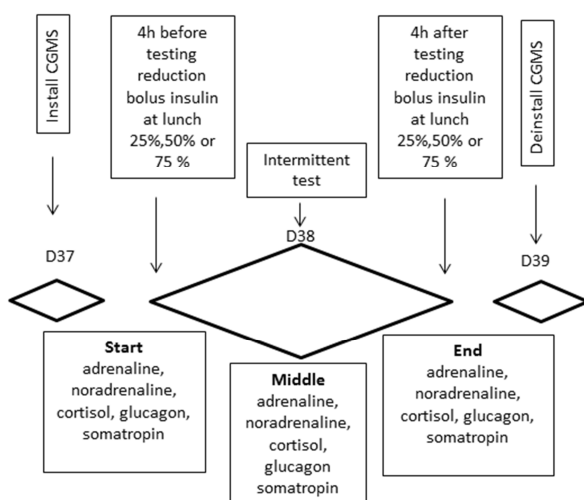 Install CGMS
4h before
testing
reduction
bolus insulin
at lunch
25%,50% or
75 %
Intermittent
test
4h after
testing
reduction
bolus insulin
at lunch
25%,50% or
75 %
Deinstall CGMS
D37
D38
D39
Start
adrenaline,
noradrenaline,
cortisol, glucagon,
somatropin
Middle
adrenaline,
noradrenaline,
cortisol,
glucagon
somatropin
End
adrenaline,
noradrenaline,
cortisol, glucagon,
somatropin